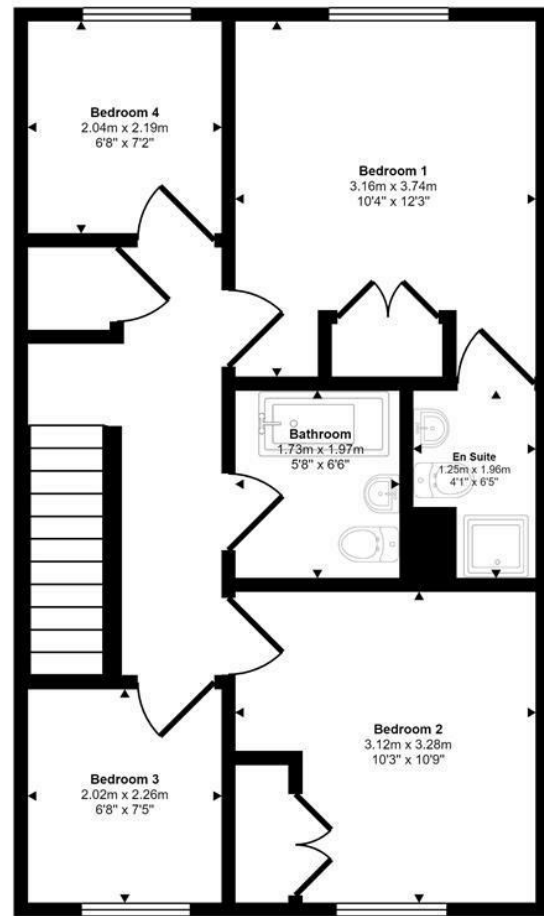 Bedroom 4
2.04m x 2.19m
6'8" x 7'2"
Bedroom 1
3.16m x 3.74m
10'4" x 12'3"
Bathroom
1.73m x 1.97m
5'8" x 6'6"
En Suite
1.25m x 1.96m
4'1" x 6'5"
Bedroom 2
3.12m x 3.28m
10'3" x 10'9"
Bedroom 3
2.02m x 2.26m
6'8" x 7'5"